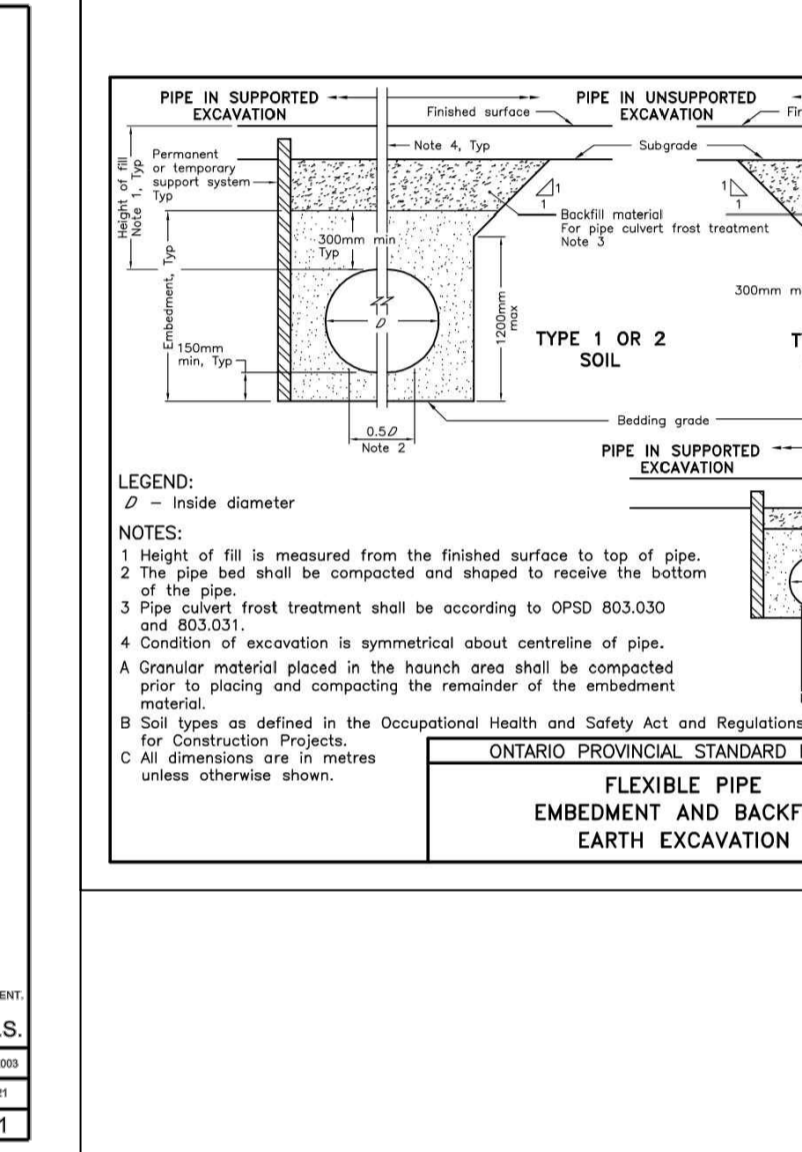 PIPE IN SUPPORTED
EXCAVATION
PIPE IN UNSUPPORTED
EXCAVATION
Finished surface
Note 4, Typ
Subgrade
Permanent
or temporary
support system
Typ
Height of fill
Note 1, Typ
1
1
1
1
Backfill material
For pipe culvert frost treatment
Note 3
300mm min
Typ
Embedment, Typ
D
1200mm
max
300mm m
150mm
min, Typ
TYPE 1 OR 2
SOIL
T
0.5D
Note 2
Bedding grade
PIPE IN SUPPORTED
EXCAVATION
LEGEND:
D – Inside diameter
NOTES:
1 Height of fill is measured from the finished surface to top of pipe.
2 The pipe bed shall be compacted and shaped to receive the bottom
of the pipe.
3 Pipe culvert frost treatment shall be according to OPSD 803.030
and 803.031.
4 Condition of excavation is symmetrical about centreline of pipe.
A Granular material placed in the haunch area shall be compacted
prior to placing and compacting the remainder of the embedment
material.
B Soil types as defined in the Occupational Health and Safety Act and Regulations
for Construction Projects.
C All dimensions are in metres
unless otherwise shown.
ONTARIO PROVINCIAL STANDARD
FLEXIBLE PIPE
EMBEDMENT AND BACKF
EARTH EXCAVATION
ENT.
.S.
003
21
1